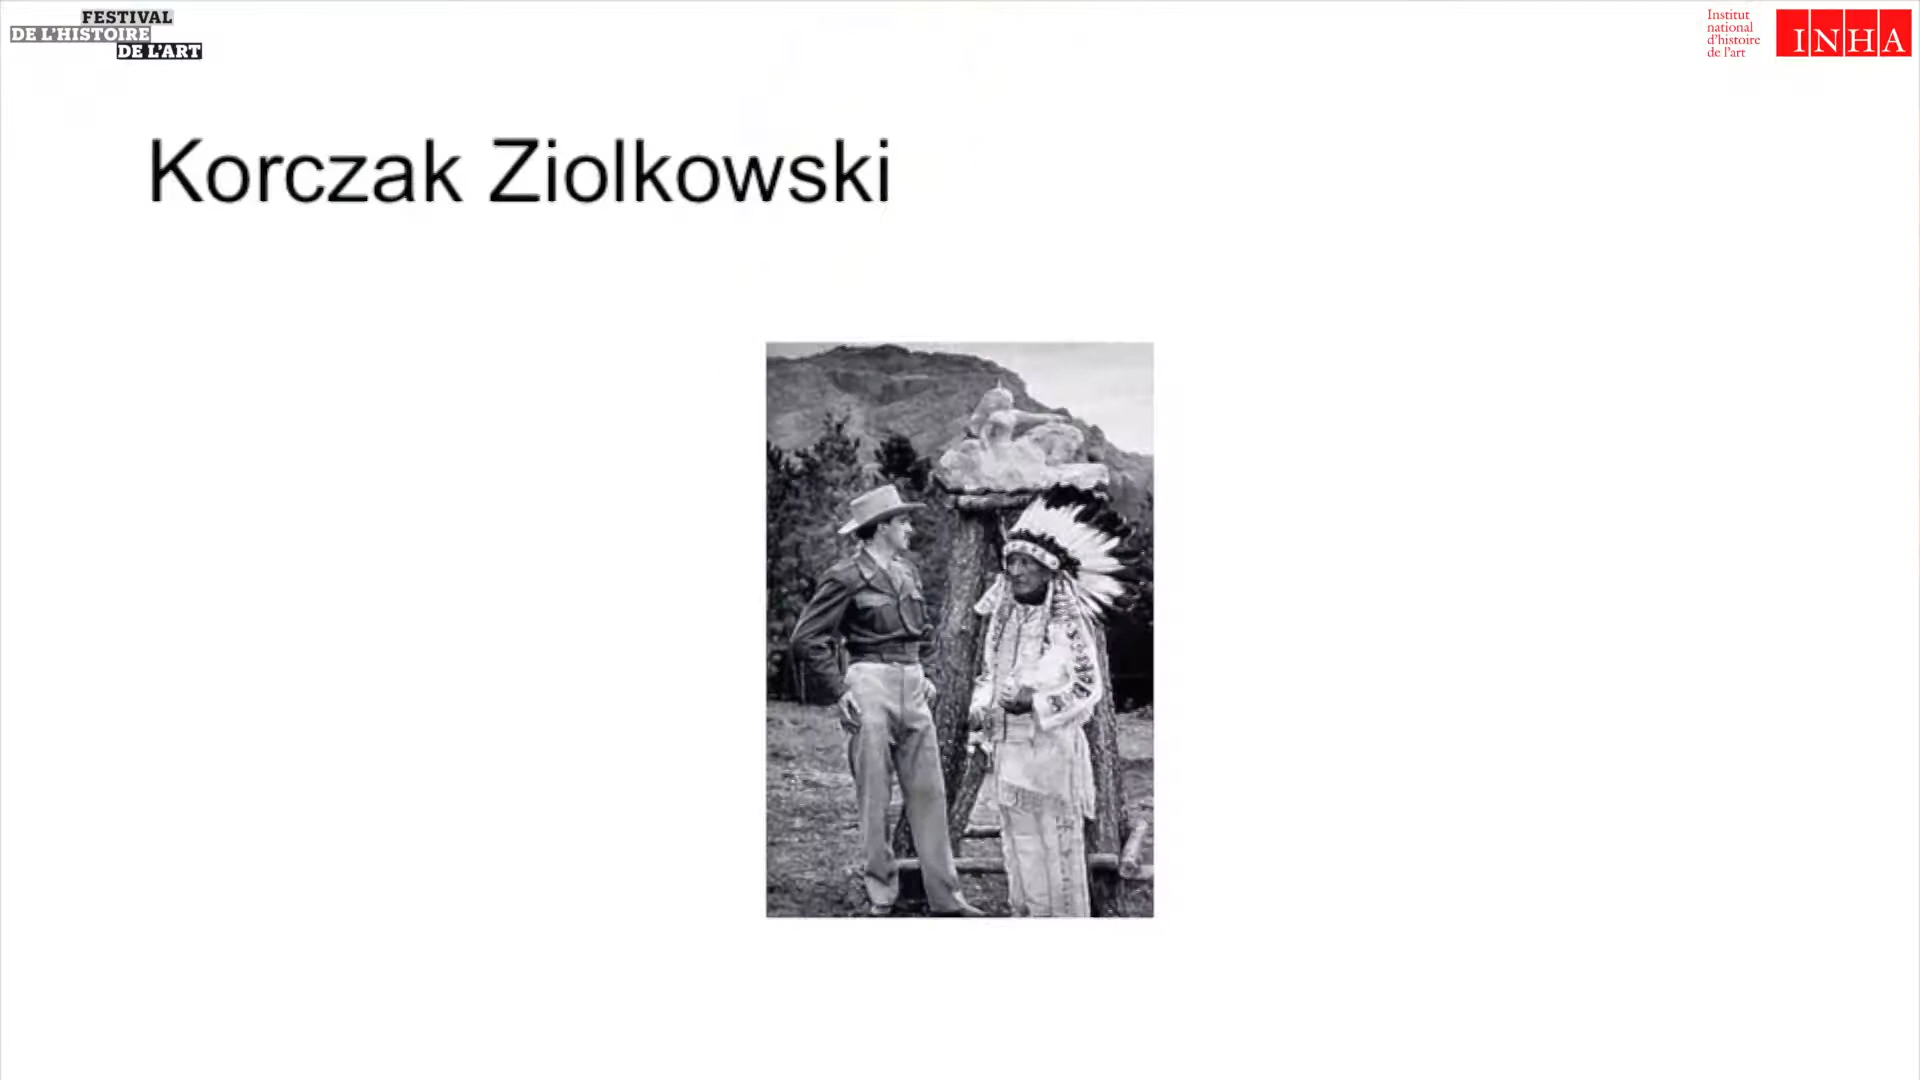 FESTIVAL
DE L'HISTOIRE
DE L'ART
Institut
national
d'histoire
de l'art
INHA
Korczak Ziolkowski